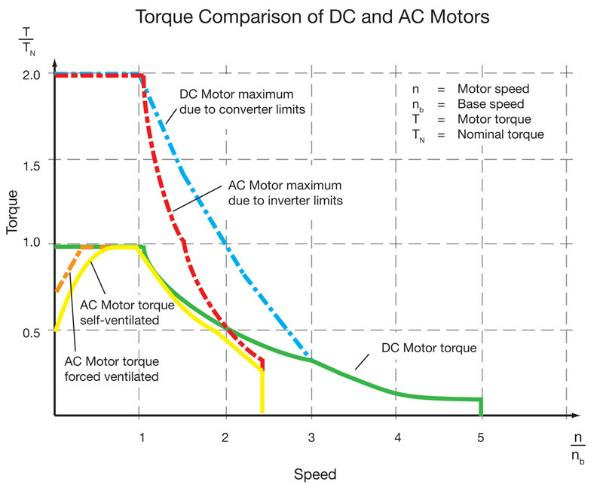 Torque Comparison of DC and AC Motors
T
T_N
2.0
1.5
1.0
0.5
Torque
DC Motor maximum
due to converter limits
n = Motor speed
n_b = Base speed
T = Motor torque
T_N = Nominal torque
AC Motor maximum
due to inverter limits
AC Motor torque
self-ventilated
AC Motor torque
forced ventilated
DC Motor torque
1 2 3 4 5
n
n_b
Speed